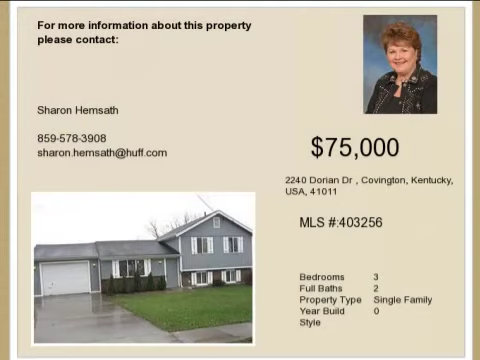 For more information about this property
please contact:
Sharon Hemsath
859-578-3908
sharon.hemsath@huff.com
$75,000
2240 Dorian Dr , Covington, Kentucky,
USA, 41011
MLS #:403256
Bedrooms 3
Full Baths 2
Property Type Single Family
Year Build 0
Style